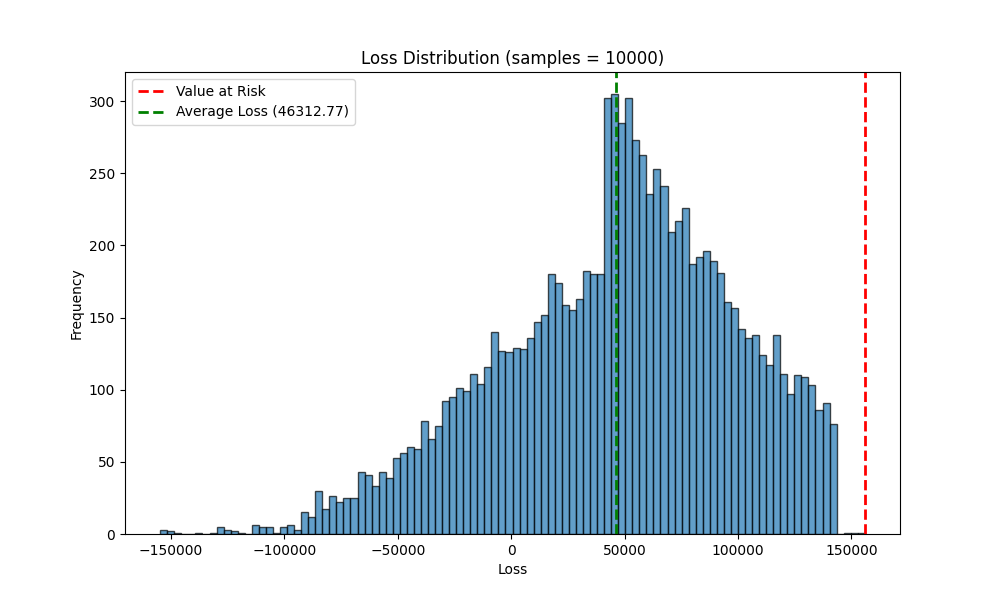 Loss Distribution (samples = 10000)
Value at Risk
Average Loss (46312.77)
300
250
200
150
100
50
0
Frequency
−150000 −100000 −50000 0 50000 100000 150000
Loss